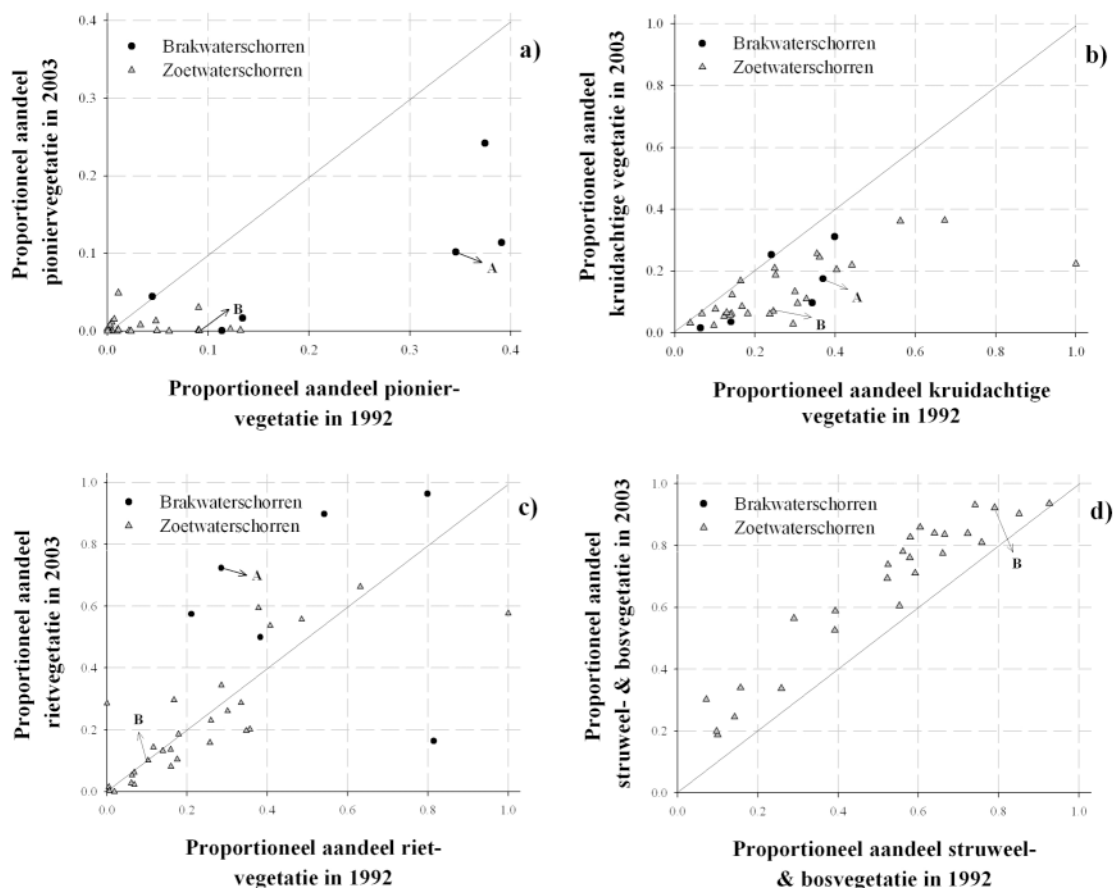 a)
Brakwaterschorren
Zoetwaterschorren
Proportioneel aandeel
pioniervegetatie in 2003
0.4
0.3
0.2
0.1
0.0
A
B
0.0 0.1 0.2 0.3 0.4
Proportioneel aandeel pionier-
vegetatie in 1992
b)
Brakwaterschorren
Zoetwaterschorren
Proportioneel aandeel
kruidachtige vegetatie in 2003
1.0
0.8
0.6
0.4
0.2
0.0
A
B
0.0 0.2 0.4 0.6 0.8 1.0
Proportioneel aandeel kruidachtige
vegetatie in 1992
c)
Brakwaterschorren
Zoetwaterschorren
Proportioneel aandeel
rietvegetatie in 2003
1.0
0.8
0.6
0.4
0.2
0.0
A
B
0.0 0.2 0.4 0.6 0.8 1.0
Proportioneel aandeel riet-
vegetatie in 1992
d)
Brakwaterschorren
Zoetwaterschorren
Proportioneel aandeel
struweel- & bosvegetatie in 2003
1.0
0.8
0.6
0.4
0.2
0.0
B
0.0 0.2 0.4 0.6 0.8 1.0
Proportioneel aandeel struweel-
& bosvegetatie in 1992